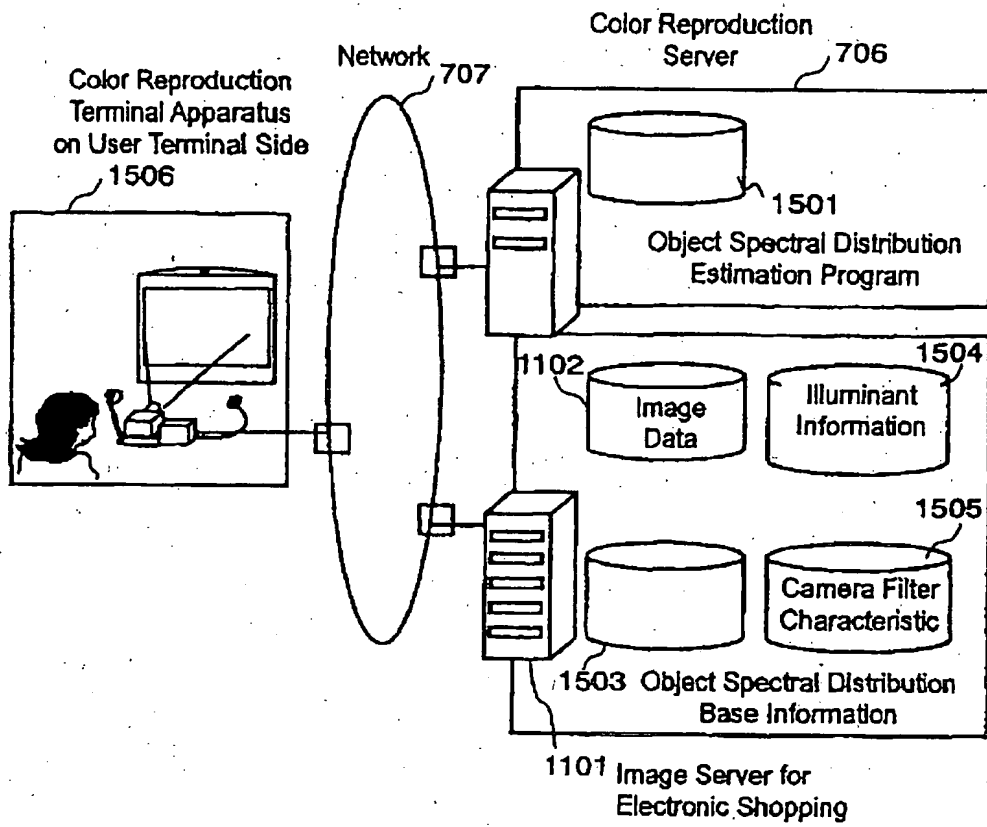 Color Reproduction
Terminal Apparatus
on User Terminal Side
1506
Network
707
Color Reproduction
Server
706
1501
Object Spectral Distribution
Estimation Program
1102
Image
Data
1504
Illuminant
Information
1503
1505
Camera Filter
Characteristic
Object Spectral Distribution
Base Information
1101
Image Server for
Electronic Shopping